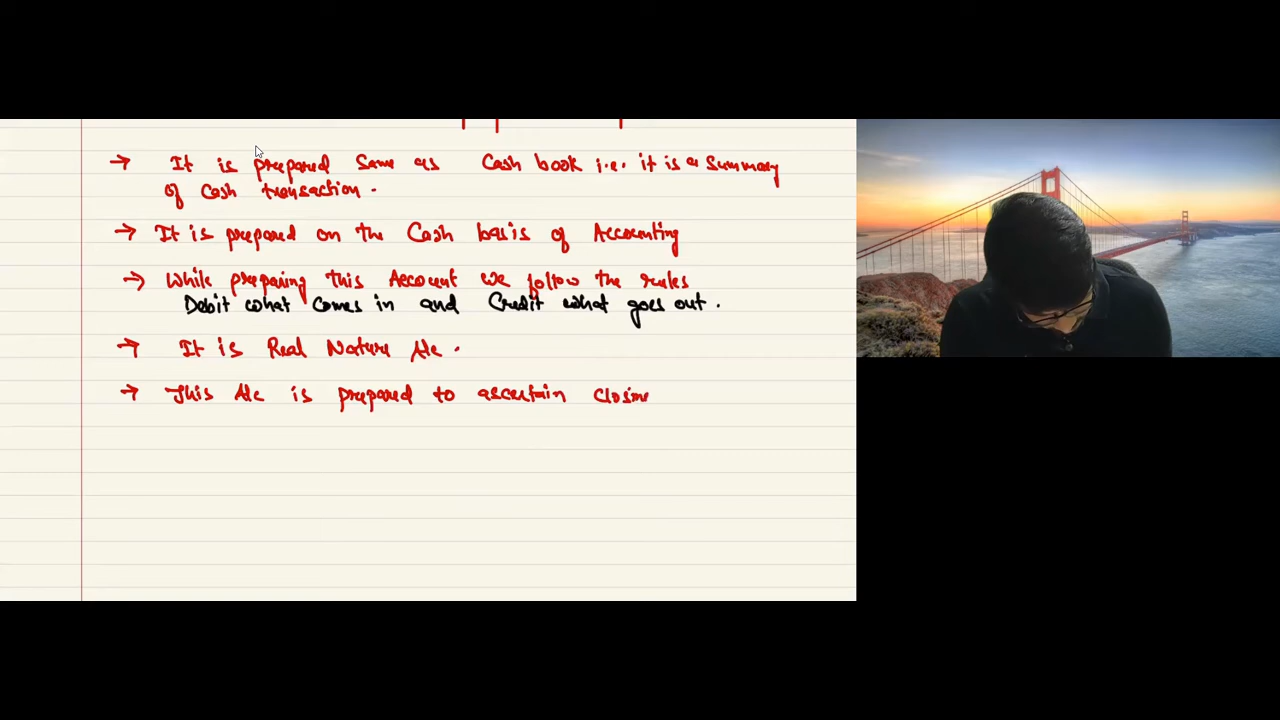 → It is prepared Same as Cash book i.e. it is a Summary
of Cash transaction.
→ It is prepared on the Cash basis of Accounting
→ While preparing this Account we follow the rules
Debit what Comes in and Credit what goes out.
→ It is Real Nature A/c.
→ This A/c is prepared to ascertain